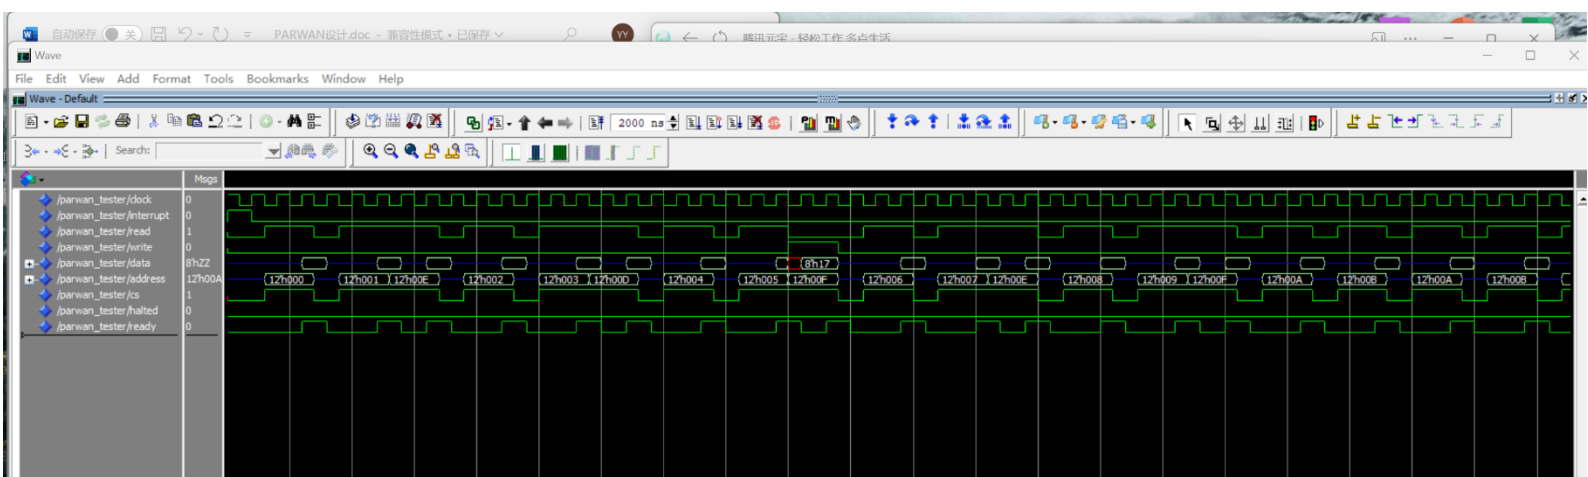 自动保存 关 PARWAN设计.doc - 兼容性模式 • 已保存 YY 腾讯元宝 - 轻松工作 多点生活
Wave
File Edit View Add Format Tools Bookmarks Window Help
Wave - Default
2000 ns
Search:
Msgs
/parwan_tester/clock 0
/parwan_tester/interrupt 0
/parwan_tester/read 1
/parwan_tester/write 0
/parwan_tester/data 8'hZZ 8'h17
/parwan_tester/address 12'h00A 12'h000 12'h001 12'h00E 12'h002 12'h003 12'h00D 12'h004 12'h005 12'h00F 12'h006 12'h007 12'h00E 12'h008 12'h009 12'h00F 12'h00A 12'h00B 12'h00A 12'h00B
/parwan_tester/cs 1
/parwan_tester/halted 0
/parwan_tester/ready 0